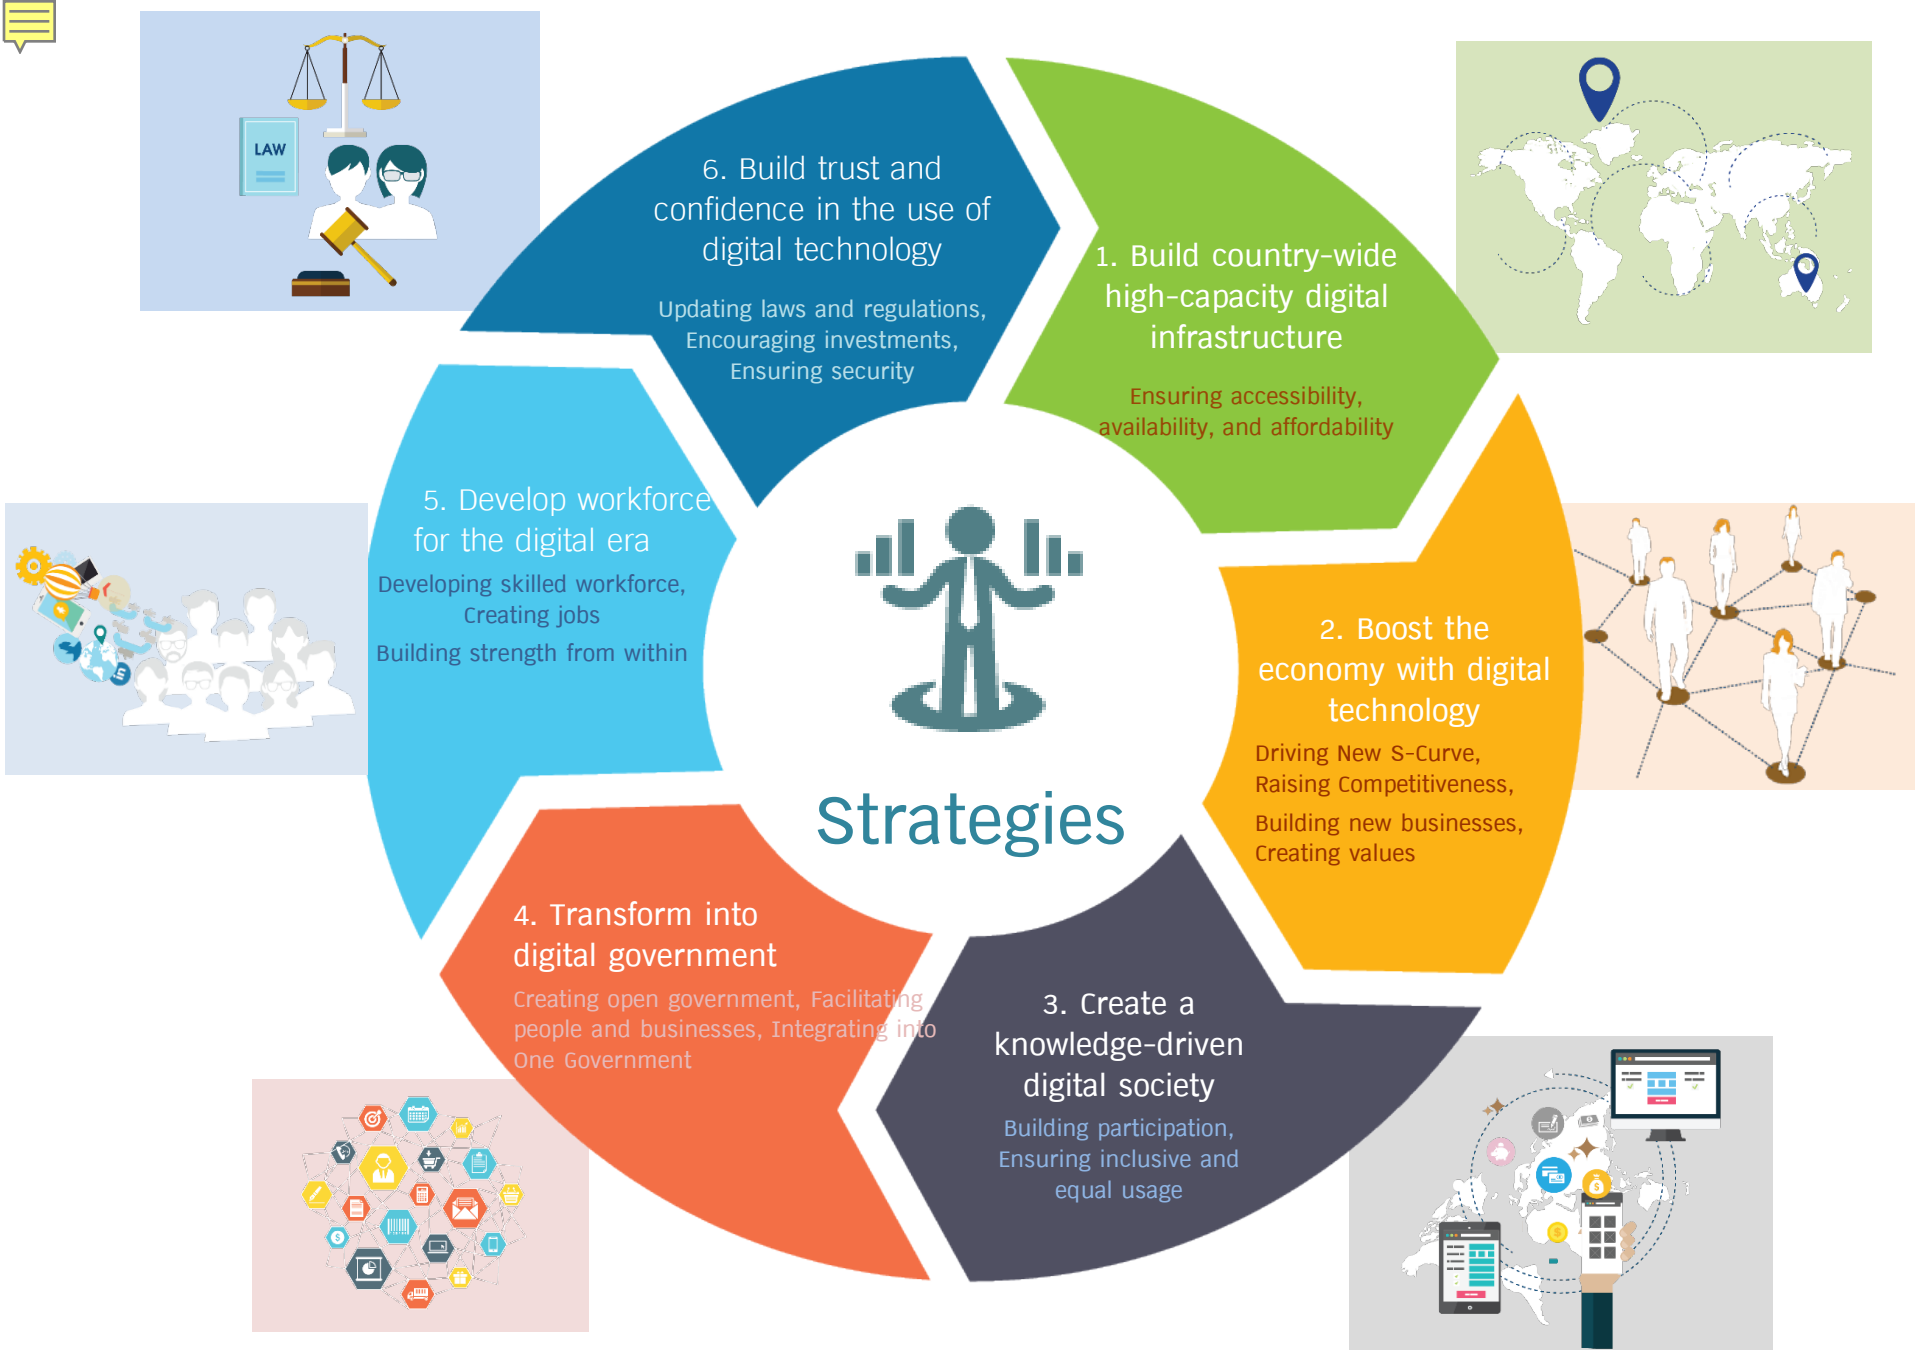 LAW
6. Build trust and
confidence in the use of
digital technology
Updating laws and regulations,
Encouraging investments,
Ensuring security
1. Build country-wide
high-capacity digital
infrastructure
Ensuring accessibility,
availability, and affordability
2. Boost the
economy with digital
technology
Driving New S-Curve,
Raising Competitiveness,
Building new businesses,
Creating values
3. Create a
knowledge-driven
digital society
Building participation,
Ensuring inclusive and
equal usage
4. Transform into
digital government
Creating open government, Facilitating
people and businesses, Integrating into
One Government
5. Develop workforce
for the digital era
Developing skilled workforce,
Creating jobs
Building strength from within
in
Strategies